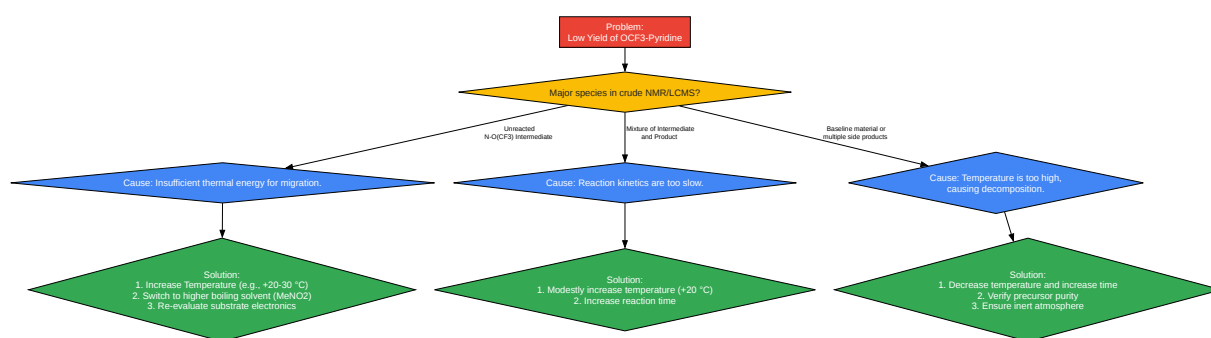 Problem:
Low Yield of OCF3-Pyridine
Major species in crude NMR/LCMS?
Unreacted
N-O(CF3) Intermediate
Mixture of Intermediate
and Product
Baseline material or
multiple side products
Cause: Insufficient thermal energy for migration.
Cause: Reaction kinetics are too slow.
Cause: Temperature is too high,
causing decomposition.
Solution:
1. Increase Temperature (e.g., +20-30 °C)
2. Switch to higher boiling solvent (MeNO2)
3. Re-evaluate substrate electronics
Solution:
1. Modestly increase temperature (+20 °C)
2. Increase reaction time
Solution:
1. Decrease temperature and increase time
2. Verify precursor purity
3. Ensure inert atmosphere